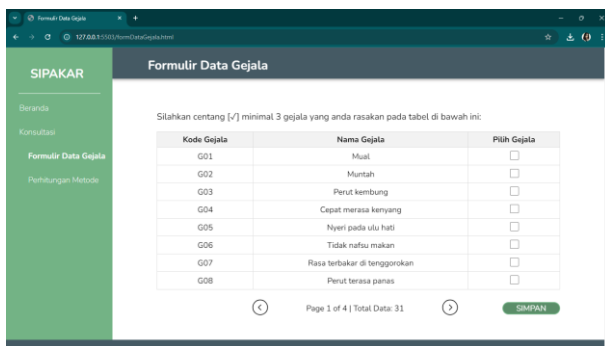 Formulir Data Gejala
127.0.0.1:5503/formDataGejala.html
SIPAKAR
Formulir Data Gejala
Beranda
Konsultasi
Formulir Data Gejala
Perhitungan Metode
Silahkan centang [√] minimal 3 gejala yang anda rasakan pada tabel di bawah ini:
Kode Gejala Nama Gejala Pilih Gejala
G01 Mual
G02 Muntah
G03 Perut kembung
G04 Cepat merasa kenyang
G05 Nyeri pada ulu hati
G06 Tidak nafsu makan
G07 Rasa terbakar di tenggorokan
G08 Perut terasa panas
Page 1 of 4 | Total Data: 31
SIMPAN